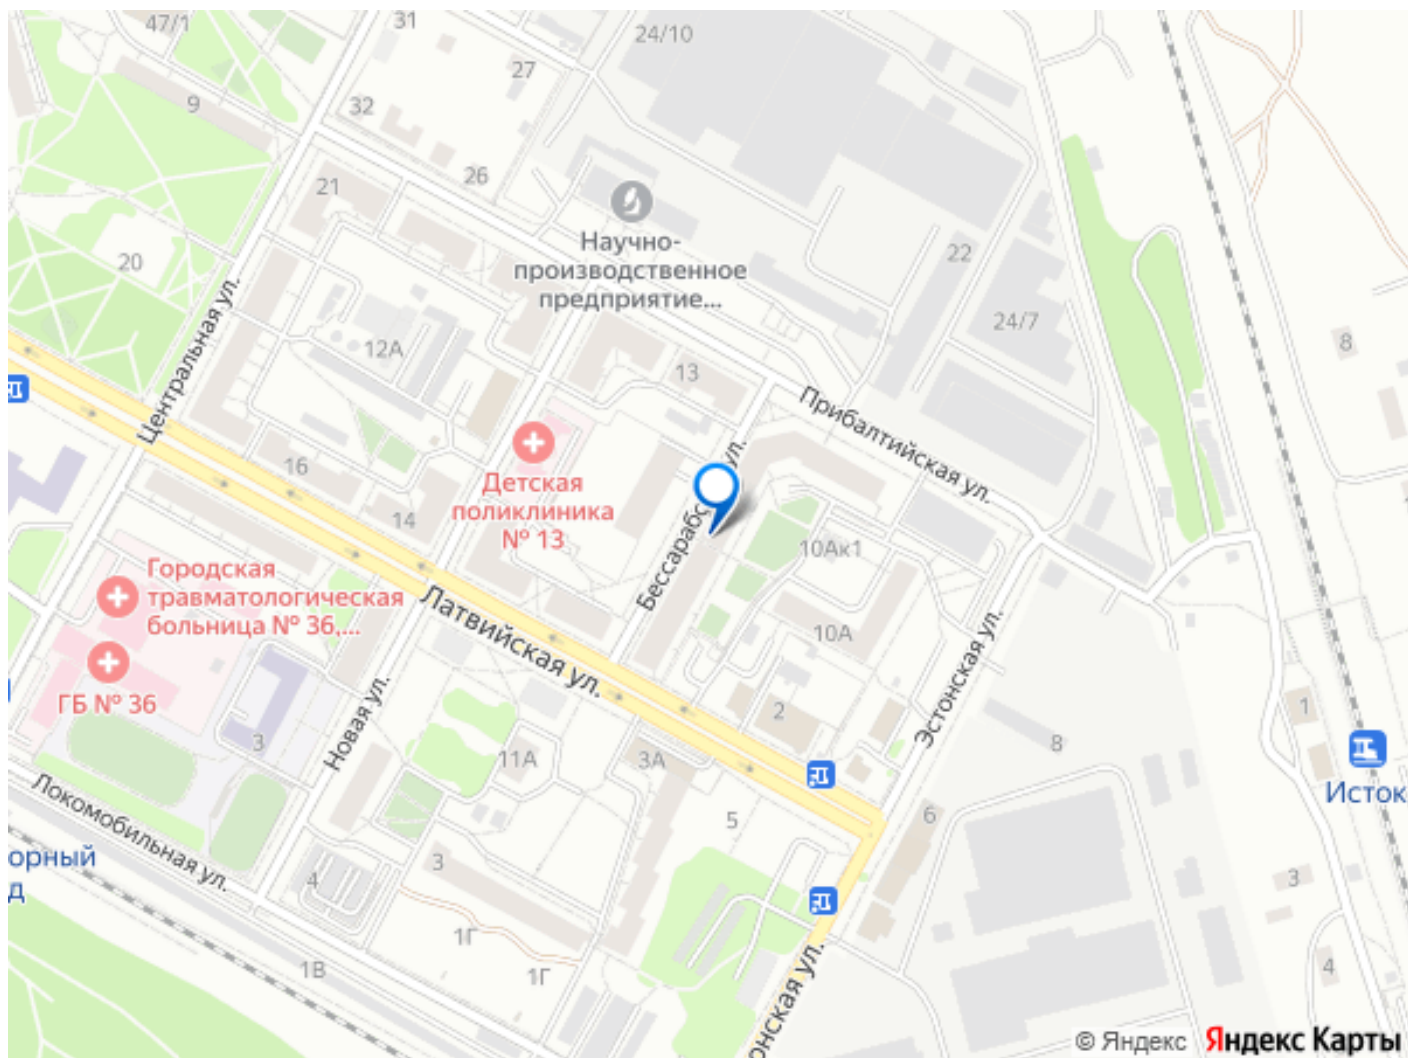 47/1
31
24/10
27
9
32
26
21
Научно-
производственное
предприятие...
22
20
24/7
8
12А
13
Центральная ул.
Прибалтийская ул.
16
14
Детская
поликлиника
№ 13
10Ак1
Городская
травматологическая
больница № 36,...
Латвийская ул.
10А
ГБ № 36
2
Эстонская ул.
1
3
Новая ул.
11А
3А
8
Исток
Локомобильная ул.
5
6
3
4
орный
д
3
1Г
1Г
1В
4
онская ул.
© Яндекс Яндекс Карты